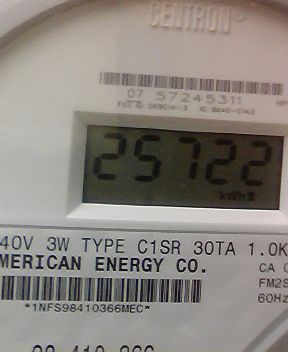 CENTRON®
07 57245311
25722
kWh
40V 3W TYPE C1SR 30TA 1.0K
MERICAN ENERGY CO.
CA
FM2S
60Hz
*1NFS98410366MEC*